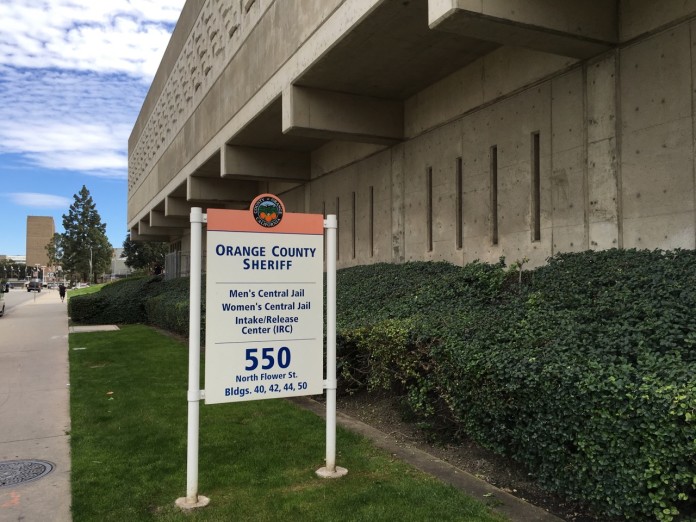 ORANGE COUNTY
SHERIFF
Men's Central Jail
Women's Central Jail
Intake/Release
Center (IRC)
550
North Flower St.
Bldgs. 40, 42, 44, 50